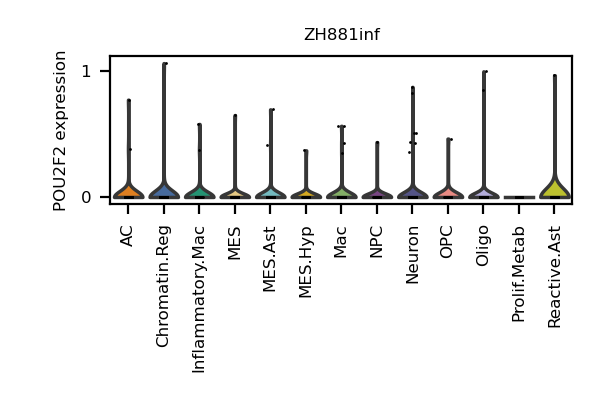 ZH881inf
POU2F2 expression
1
0
AC
Chromatin.Reg
Inflammatory.Mac
MES
MES.Ast
MES.Hyp
Mac
NPC
Neuron
OPC
Oligo
Prolif.Metab
Reactive.Ast